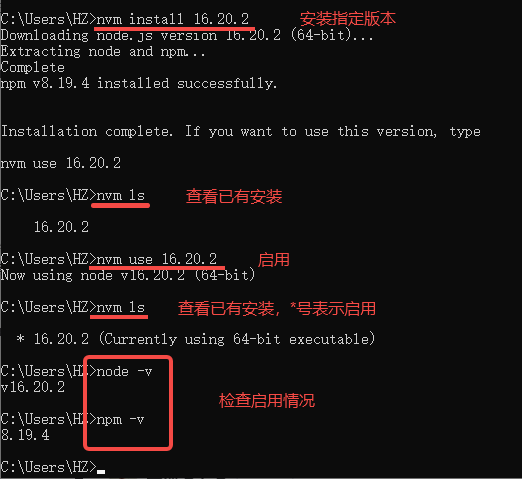 C:\Users\HZ>nvm install 16.20.2 安装指定版本
Downloading node.js version 16.20.2 (64-bit)...
Extracting node and npm...
Complete
npm v8.19.4 installed successfully.
Installation complete. If you want to use this version, type
nvm use 16.20.2
C:\Users\HZ>nvm ls 查看已有安装
16.20.2
C:\Users\HZ>nvm use 16.20.2 启用
Now using node v16.20.2 (64-bit)
C:\Users\HZ>nvm ls 查看已有安装，*号表示启用
* 16.20.2 (Currently using 64-bit executable)
C:\Users\HZ>node -v
v16.20.2
检查启用情况
C:\Users\HZ>npm -v
8.19.4
C:\Users\HZ>